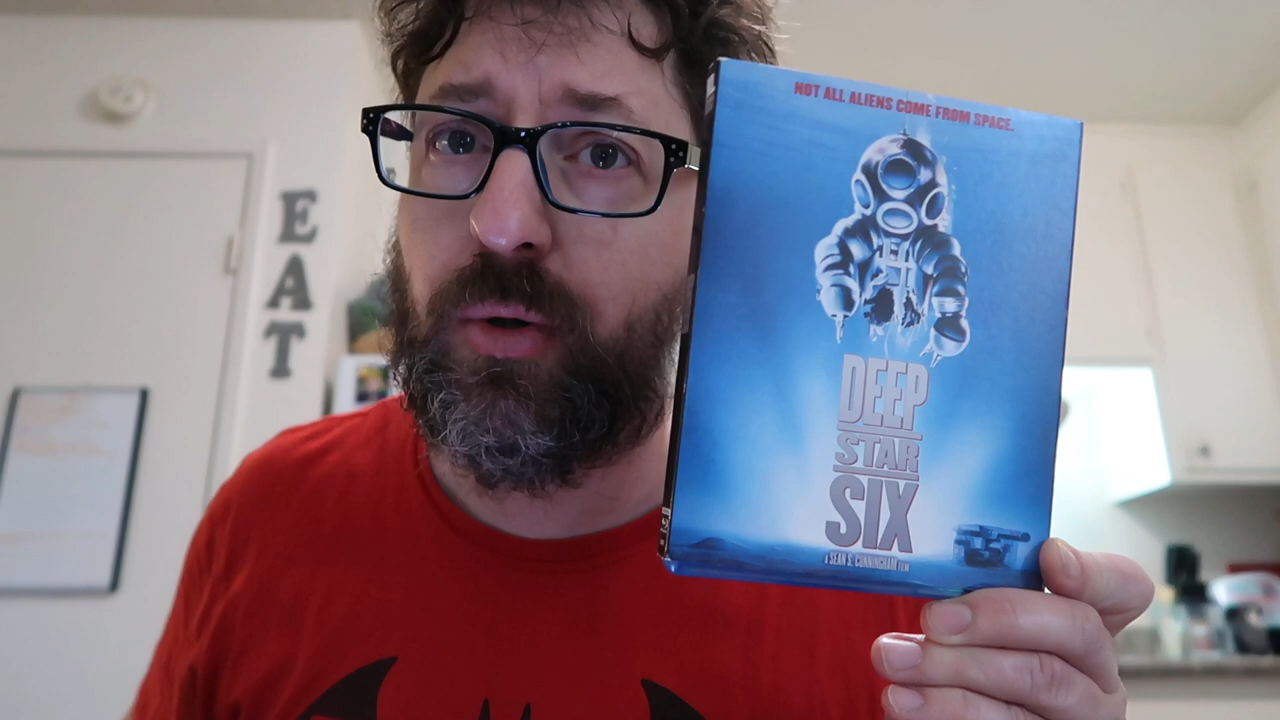 EAT
NOT ALL ALIENS COME FROM SPACE.
DEEP
STAR
SIX
A SEAN S. CUNNINGHAM FILM